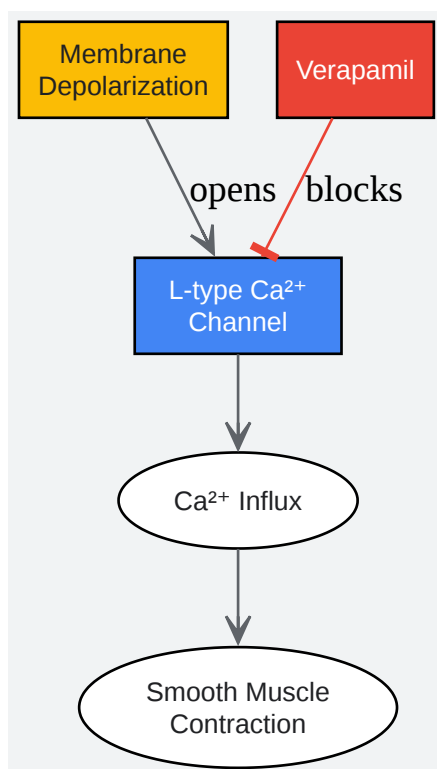 Membrane
Depolarization
Verapamil
opens
blocks
L-type Ca²⁺
Channel
Ca²⁺ Influx
Smooth Muscle
Contraction